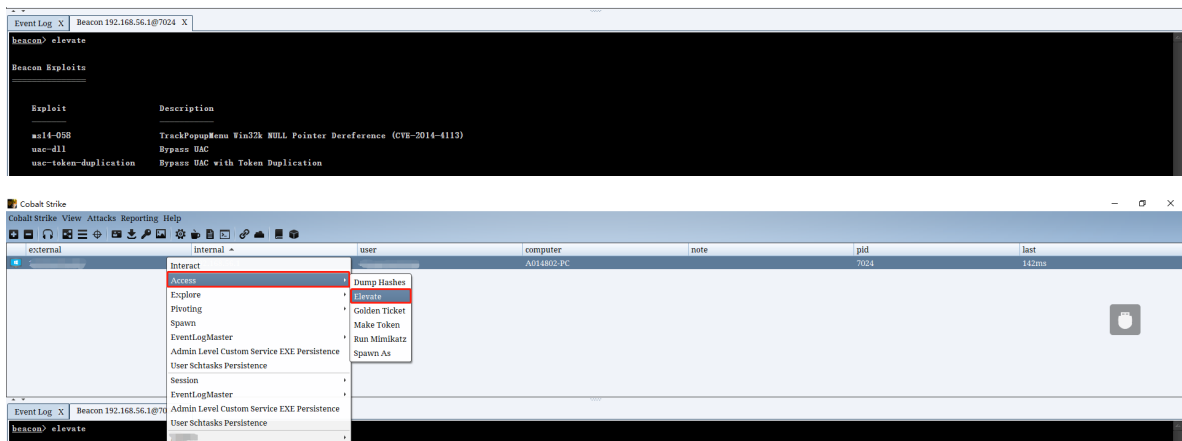 Event Log X Beacon 192.168.56.1@7024 X
beacon> elevate
Beacon Exploits
Exploit Description
ms14-058 TrackPopupMenu Win32k NULL Pointer Dereference (CVE-2014-4113)
uac-dll Bypass UAC
uac-token-duplication Bypass UAC with Token Duplication
Cobalt Strike
Cobalt Strike View Attacks Reporting Help
external internal user computer note pid last
A014802-PC 7024 142ms
Interact
Access
Explore
Pivoting
Spawn
EventLogMaster
Admin Level Custom Service EXE Persistence
User Schtasks Persistence
Session
EventLogMaster
Admin Level Custom Service EXE Persistence
User Schtasks Persistence
Dump Hashes
Elevate
Golden Ticket
Make Token
Run Mimikatz
Spawn As
Event Log X Beacon 192.168.56.1@70
beacon> elevate